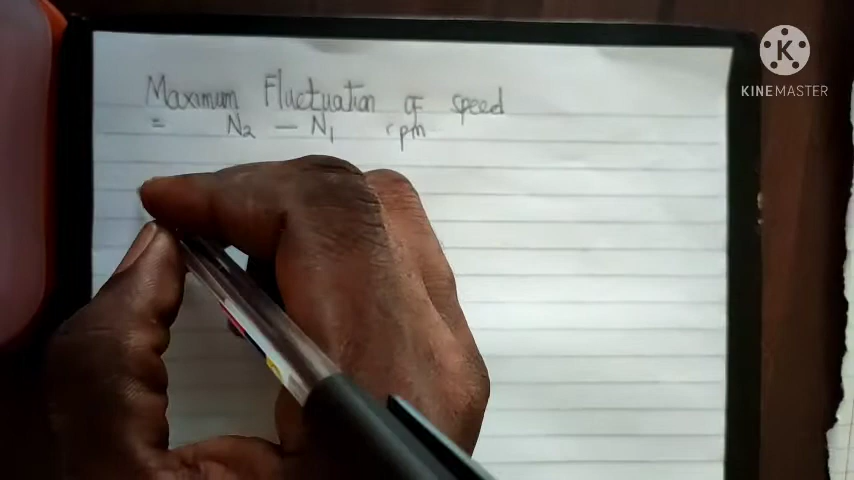 Maximum Fluctuation of speed
= N₂ — N₁ rpm
K
KINEMASTER